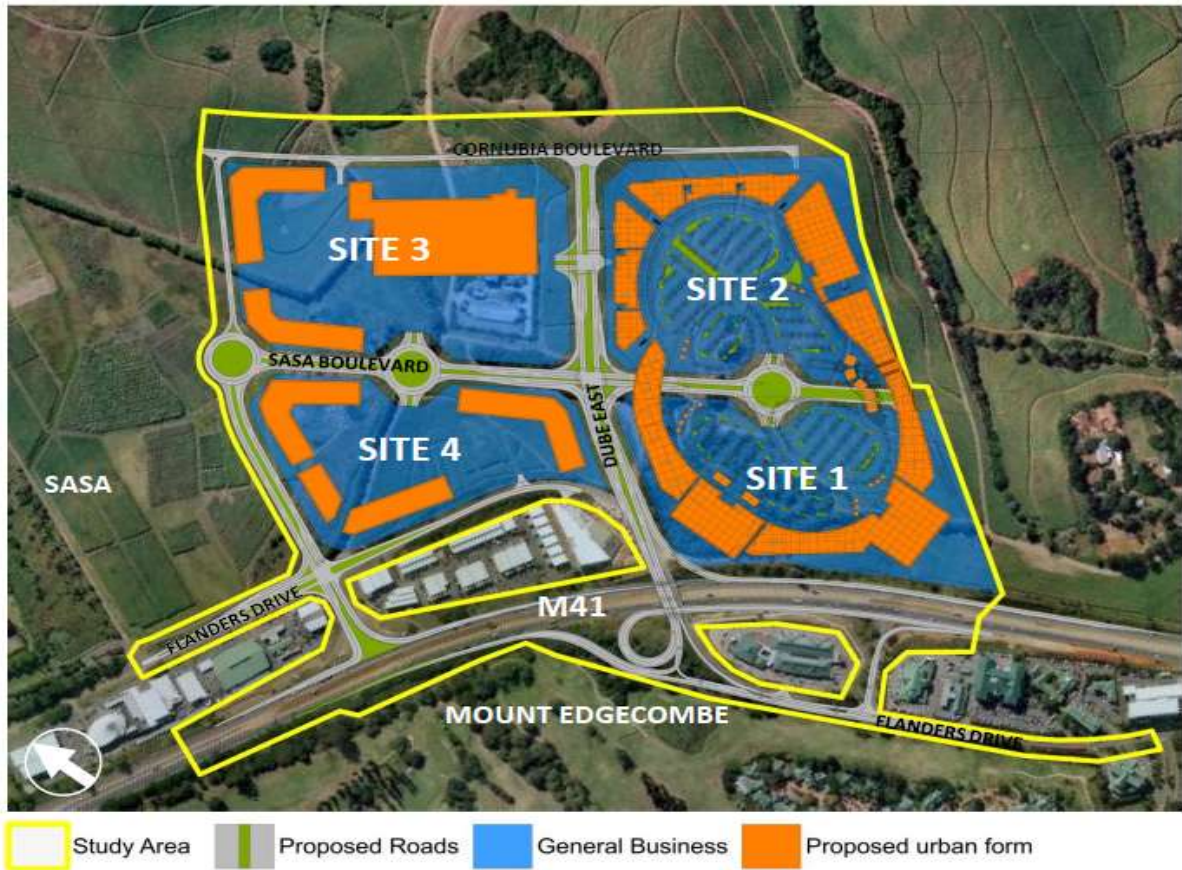 CORNUBIA BOULEVARD
SITE 3
SITE 2
SASA BOULEVARD
DUBE EAST
SITE 4
SITE 1
SASA
M41
FLANDERS DRIVE
MOUNT EDGECOMBE
FLANDERS DRIVE
Study Area
Proposed Roads
General Business
Proposed urban form